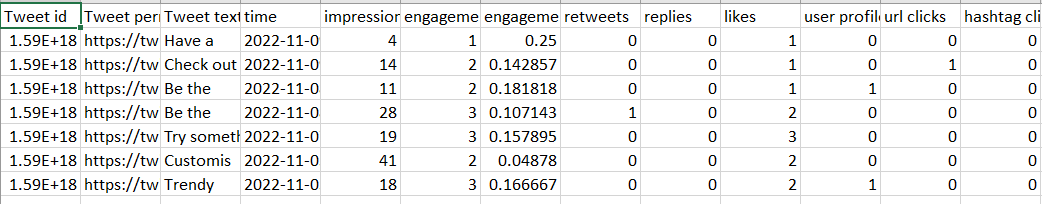 Tweet id Tweet per Tweet text time impression engageme engageme retweets replies likes user profil url clicks hashtag cli
1.59E+18 https://tw Have a 2022-11-0 4 1 0.25 0 0 1 0 0 0
1.59E+18 https://tw Check out 2022-11-0 14 2 0.142857 0 0 1 0 1 0
1.59E+18 https://tw Be the 2022-11-0 11 2 0.181818 0 0 1 1 0 0
1.59E+18 https://tw Be the 2022-11-0 28 3 0.107143 1 0 2 0 0 0
1.59E+18 https://tw Try someth 2022-11-0 19 3 0.157895 0 0 3 0 0 0
1.59E+18 https://tw Customis 2022-11-0 41 2 0.04878 0 0 2 0 0 0
1.59E+18 https://tw Trendy 2022-11-0 18 3 0.166667 0 0 2 1 0 0